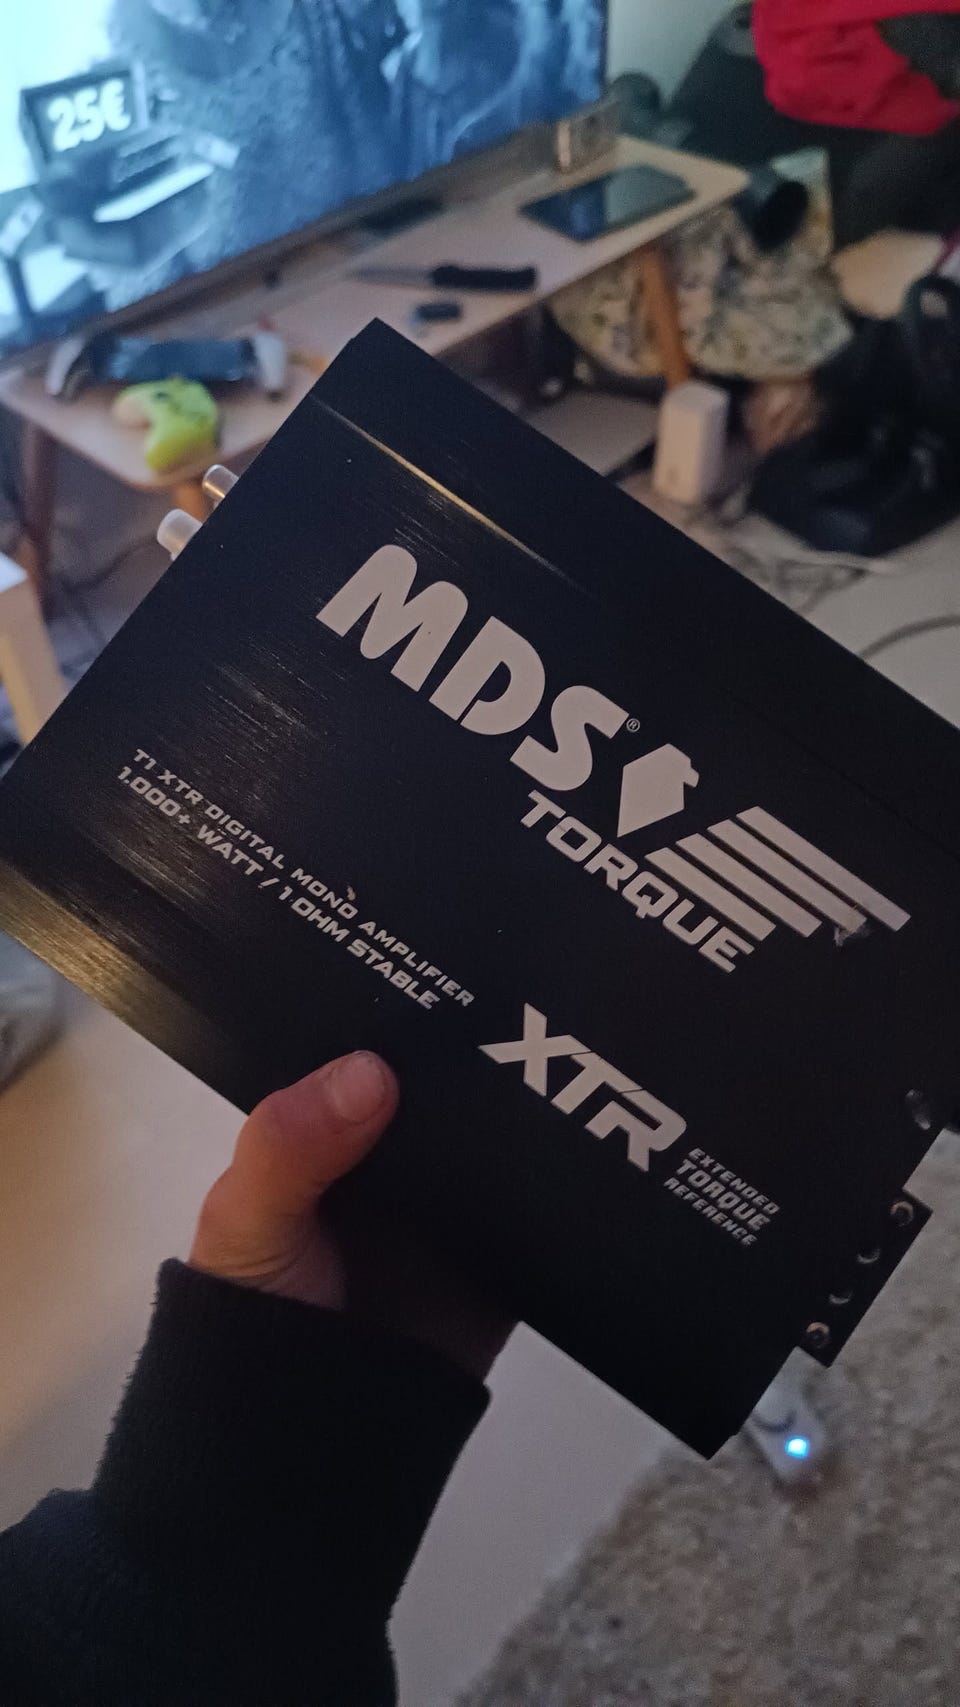 25€
MDS®
TORQUE
T1 XTR DIGITAL MONO AMPLIFIER
1.000+ WATT / 1 OHM STABLE
XTR
EXTENDED
TORQUE
REFERENCE